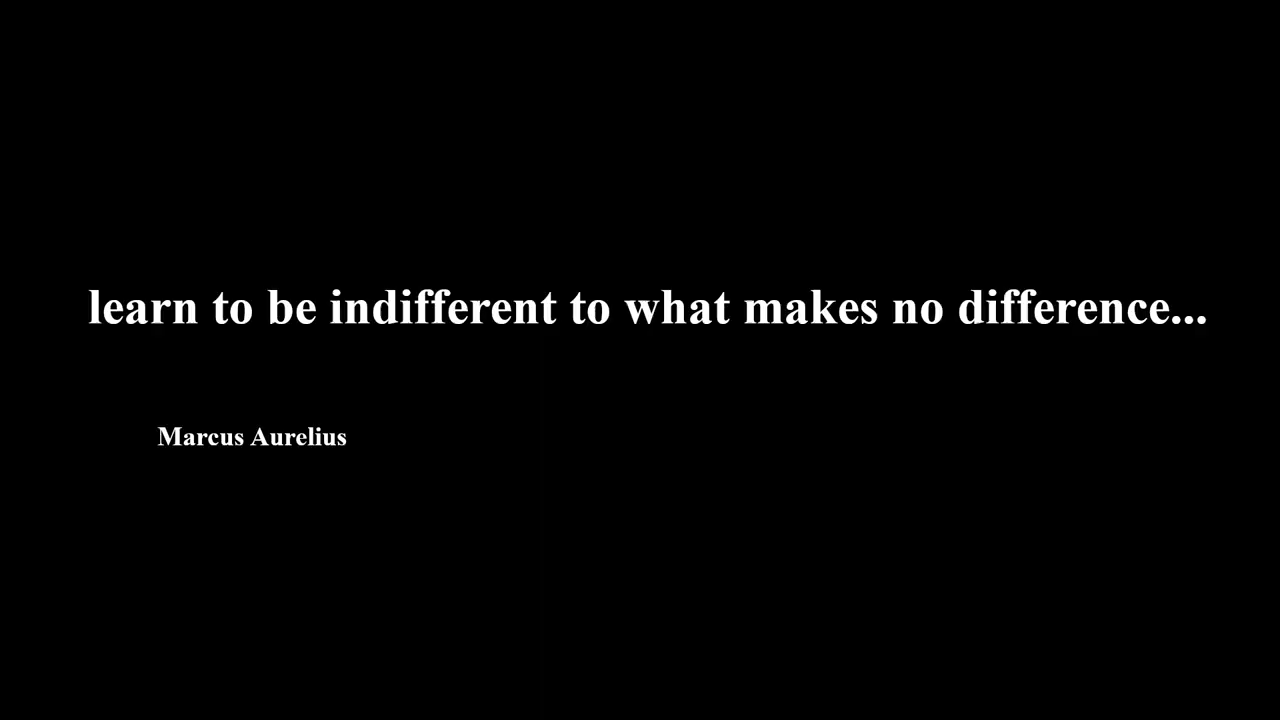 learn to be indifferent to what makes no difference...
Marcus Aurelius